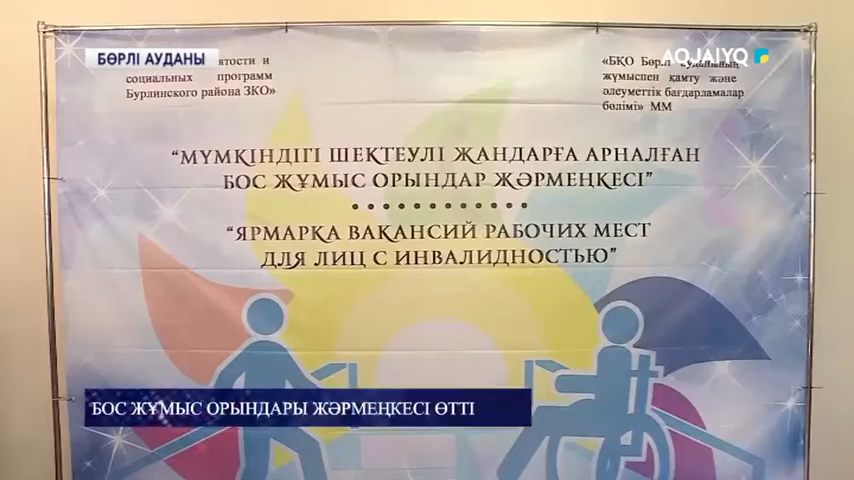 БӨРЛІ АУДАНЫ
AQJAIYQ
социальных программ
Бурлинского района ЗКО»
«БҚО Бөрлі ауданының
жұмыспен қамту және
әлеуметтік бағдарламалар
бөлімі» ММ
“МҮМКІНДІГІ ШЕКТЕУЛІ ЖАНДАРҒА АРНАЛҒАН
БОС ЖҰМЫС ОРЫНДАР ЖӘРМЕҢКЕСІ”
“ЯРМАРКА ВАКАНСИЙ РАБОЧИХ МЕСТ
ДЛЯ ЛИЦ С ИНВАЛИДНОСТЬЮ”
БОС ЖҰМЫС ОРЫНДАРЫ ЖӘРМЕҢКЕСІ ӨТТІ